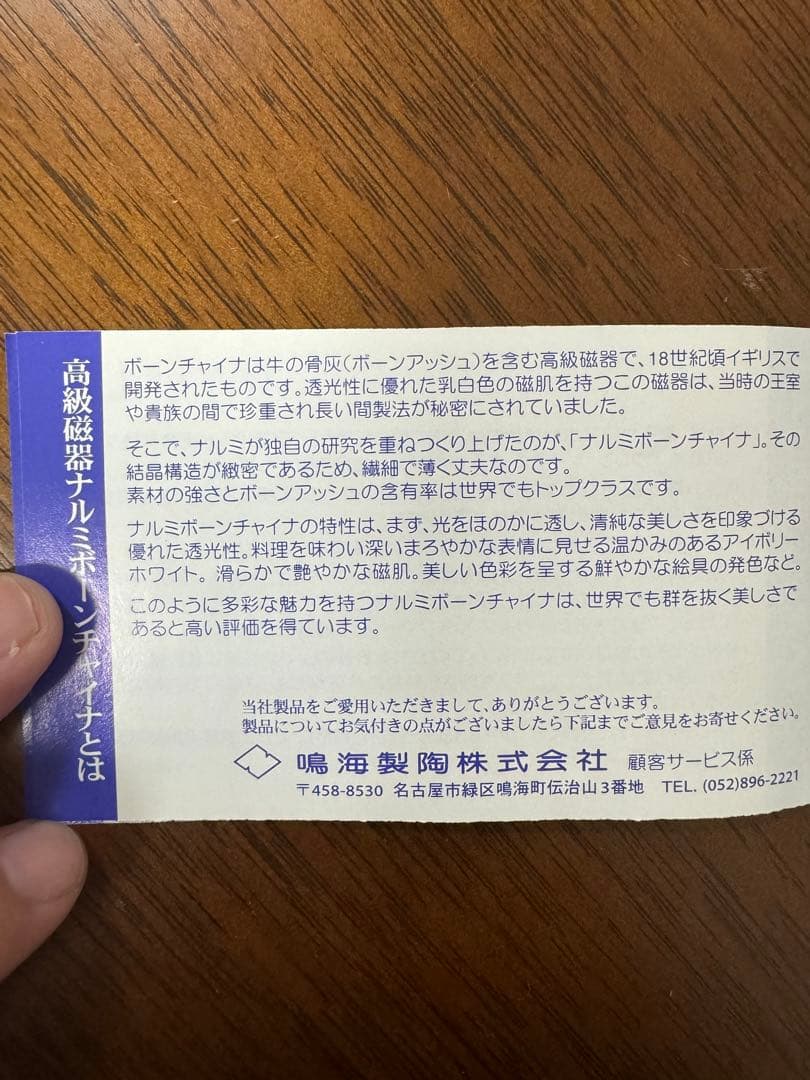 高級磁器ナルミボーンチャイナとは
ボーンチャイナは牛の骨灰(ボーンアッシュ)を含む高級磁器で、18世紀頃イギリスで
開発されたものです。透光性に優れた乳白色の磁肌を持つこの磁器は、当時の王室
や貴族の間で珍重され長い間製法が秘密にされていました。
そこで、ナルミが独自の研究を重ねつくり上げたのが、「ナルミボーンチャイナ」。その
結晶構造が緻密であるため、繊細で薄く丈夫なのです。
素材の強さとボーンアッシュの含有率は世界でもトップクラスです。
ナルミボーンチャイナの特性は、まず、光をほのかに透し、清純な美しさを印象づける
優れた透光性。料理を味わい深いまろやかな表情に見せる温かみのあるアイボリー
ホワイト。滑らかで艶やかな磁肌。美しい色彩を呈する鮮やかな絵具の発色など。
このように多彩な魅力を持つナルミボーンチャイナは、世界でも群を抜く美しさで
あると高い評価を得ています。
当社製品をご愛用いただきまして、ありがとうございます。
製品についてお気付きの点がございましたら下記までご意見をお寄せください。
鳴海製陶株式会社 顧客サービス係
〒458-8530 名古屋市緑区鳴海町伝治山3番地 TEL. (052)896-2221